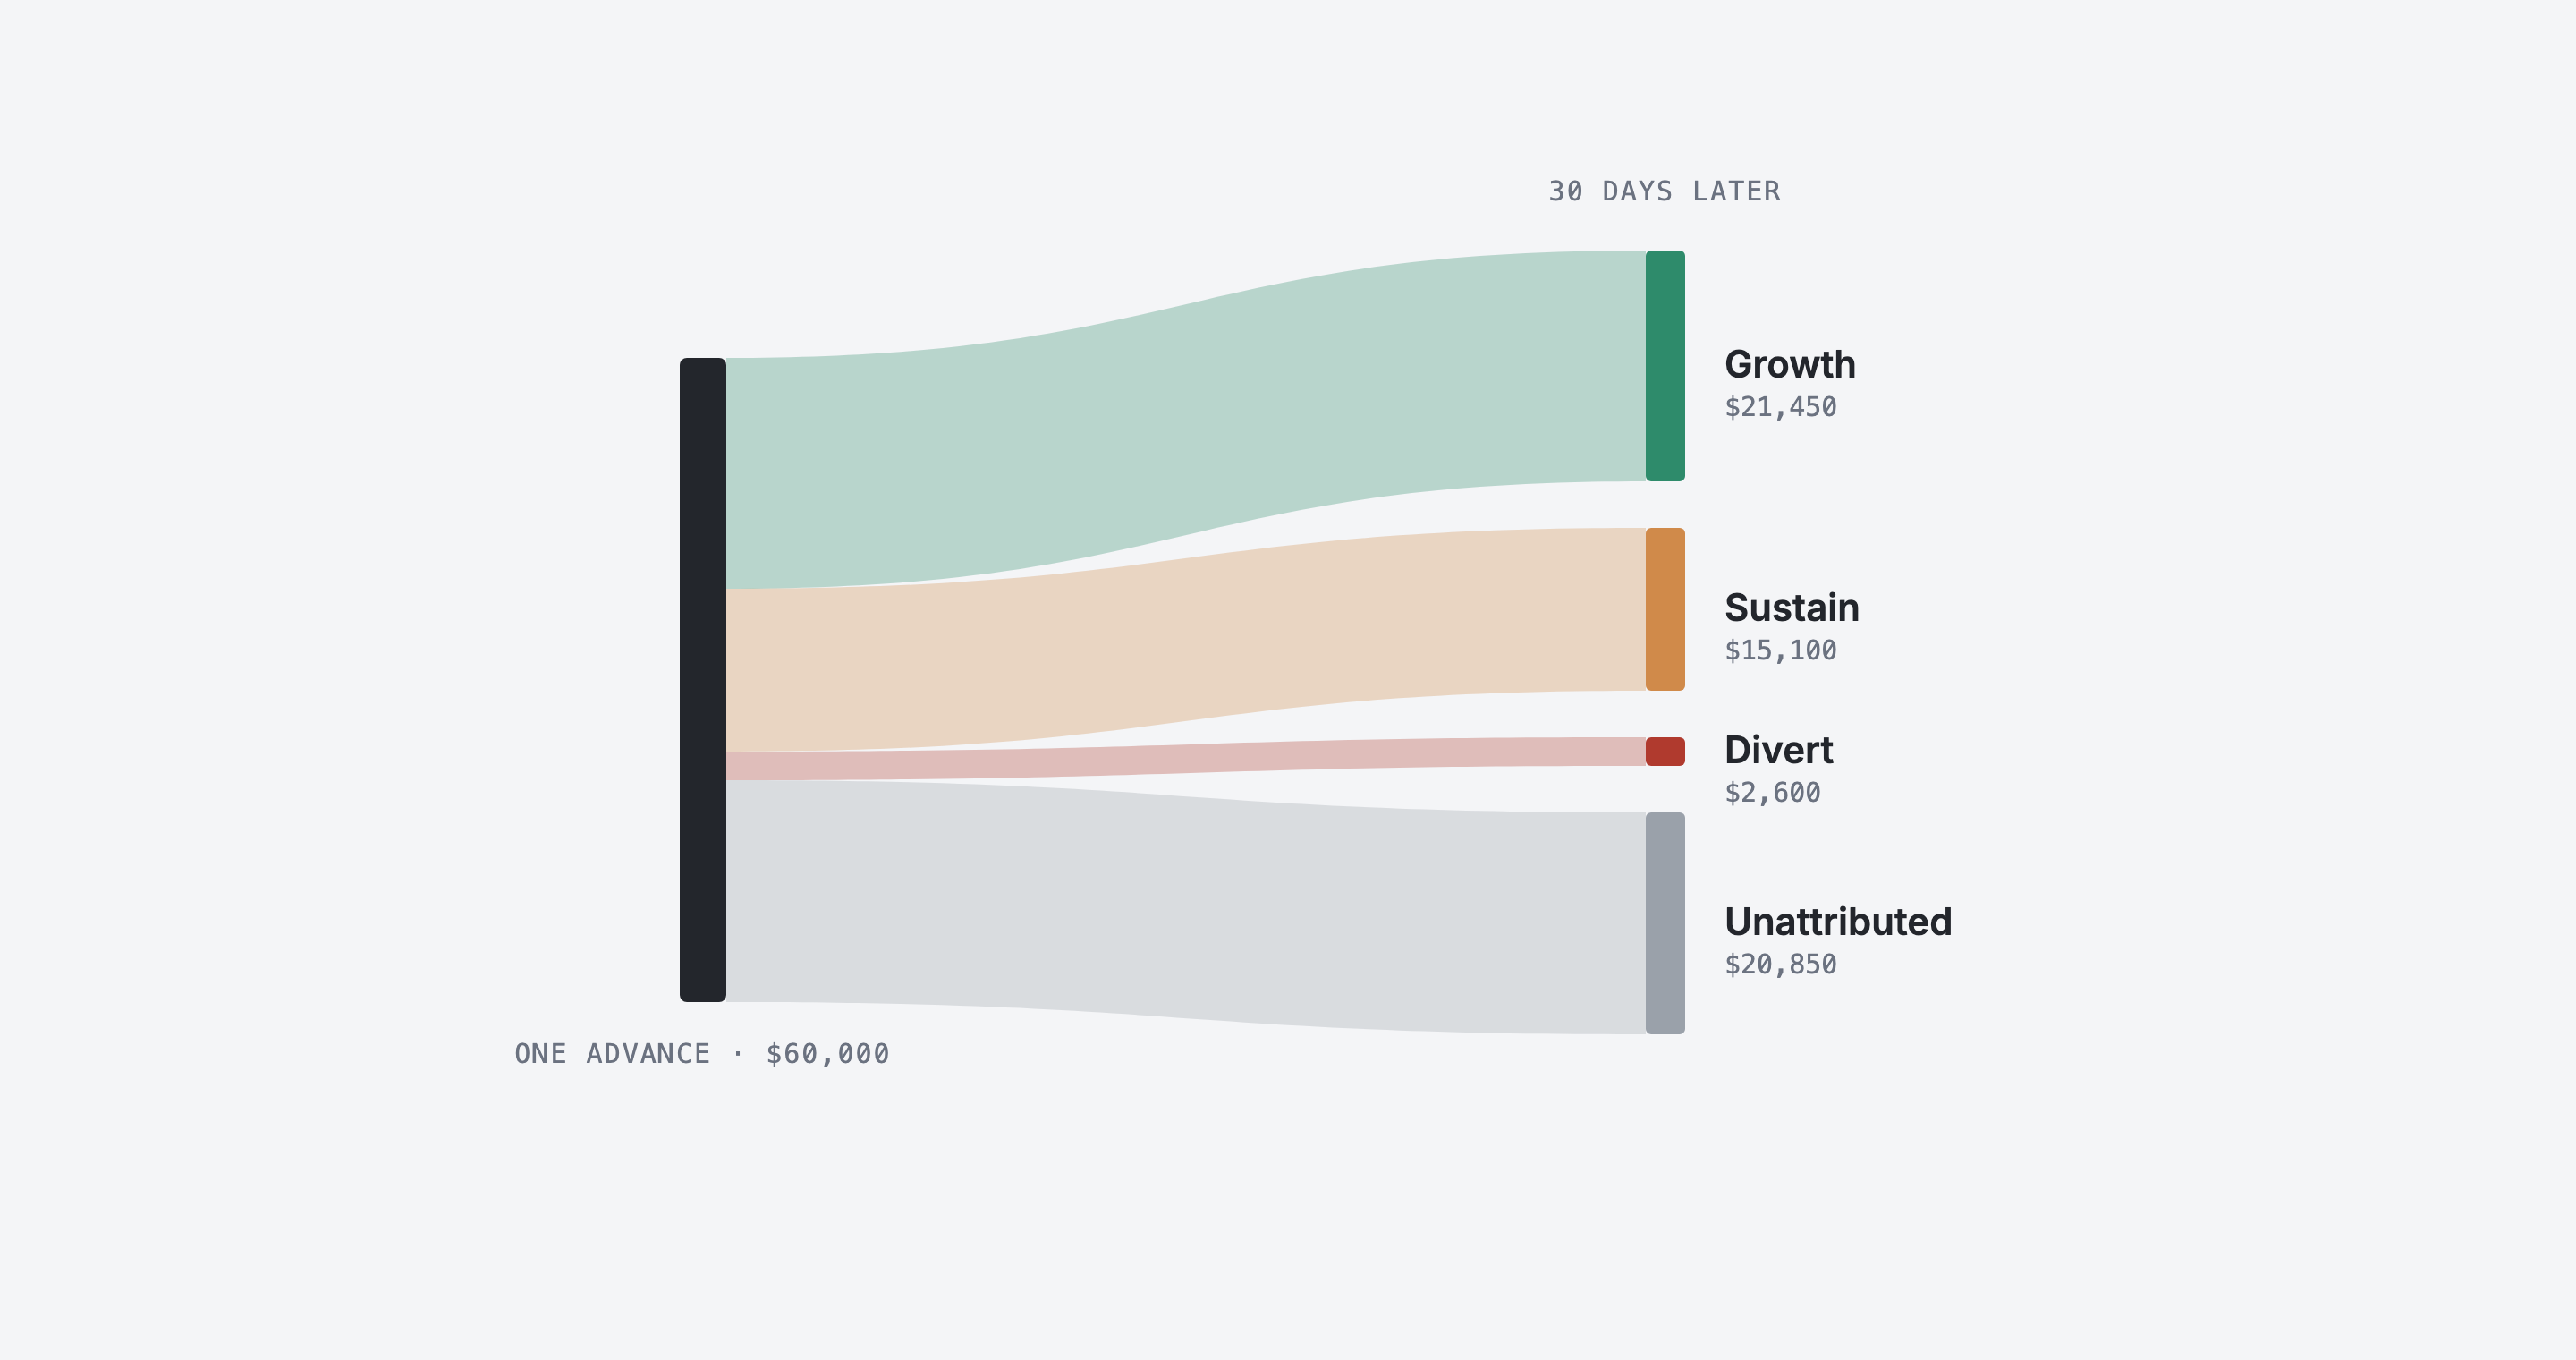 30 DAYS LATER
Growth
$21,450
Sustain
$15,100
Divert
$2,600
Unattributed
$20,850
ONE ADVANCE · $60,000